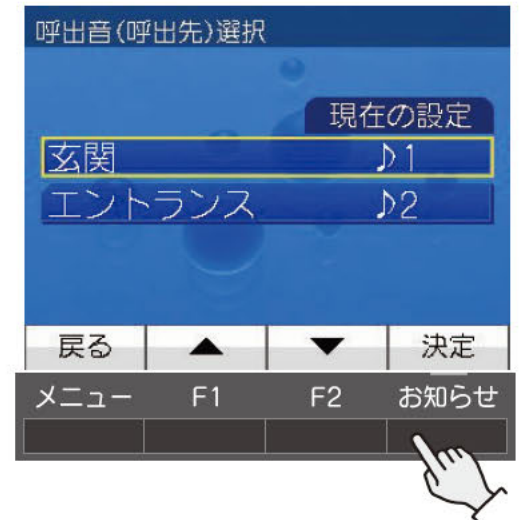 呼出音(呼出先)選択
現在の設定
玄関 ♪1
エントランス ♪2
戻る ▲ ▼ 決定
メニュー F1 F2 お知らせ